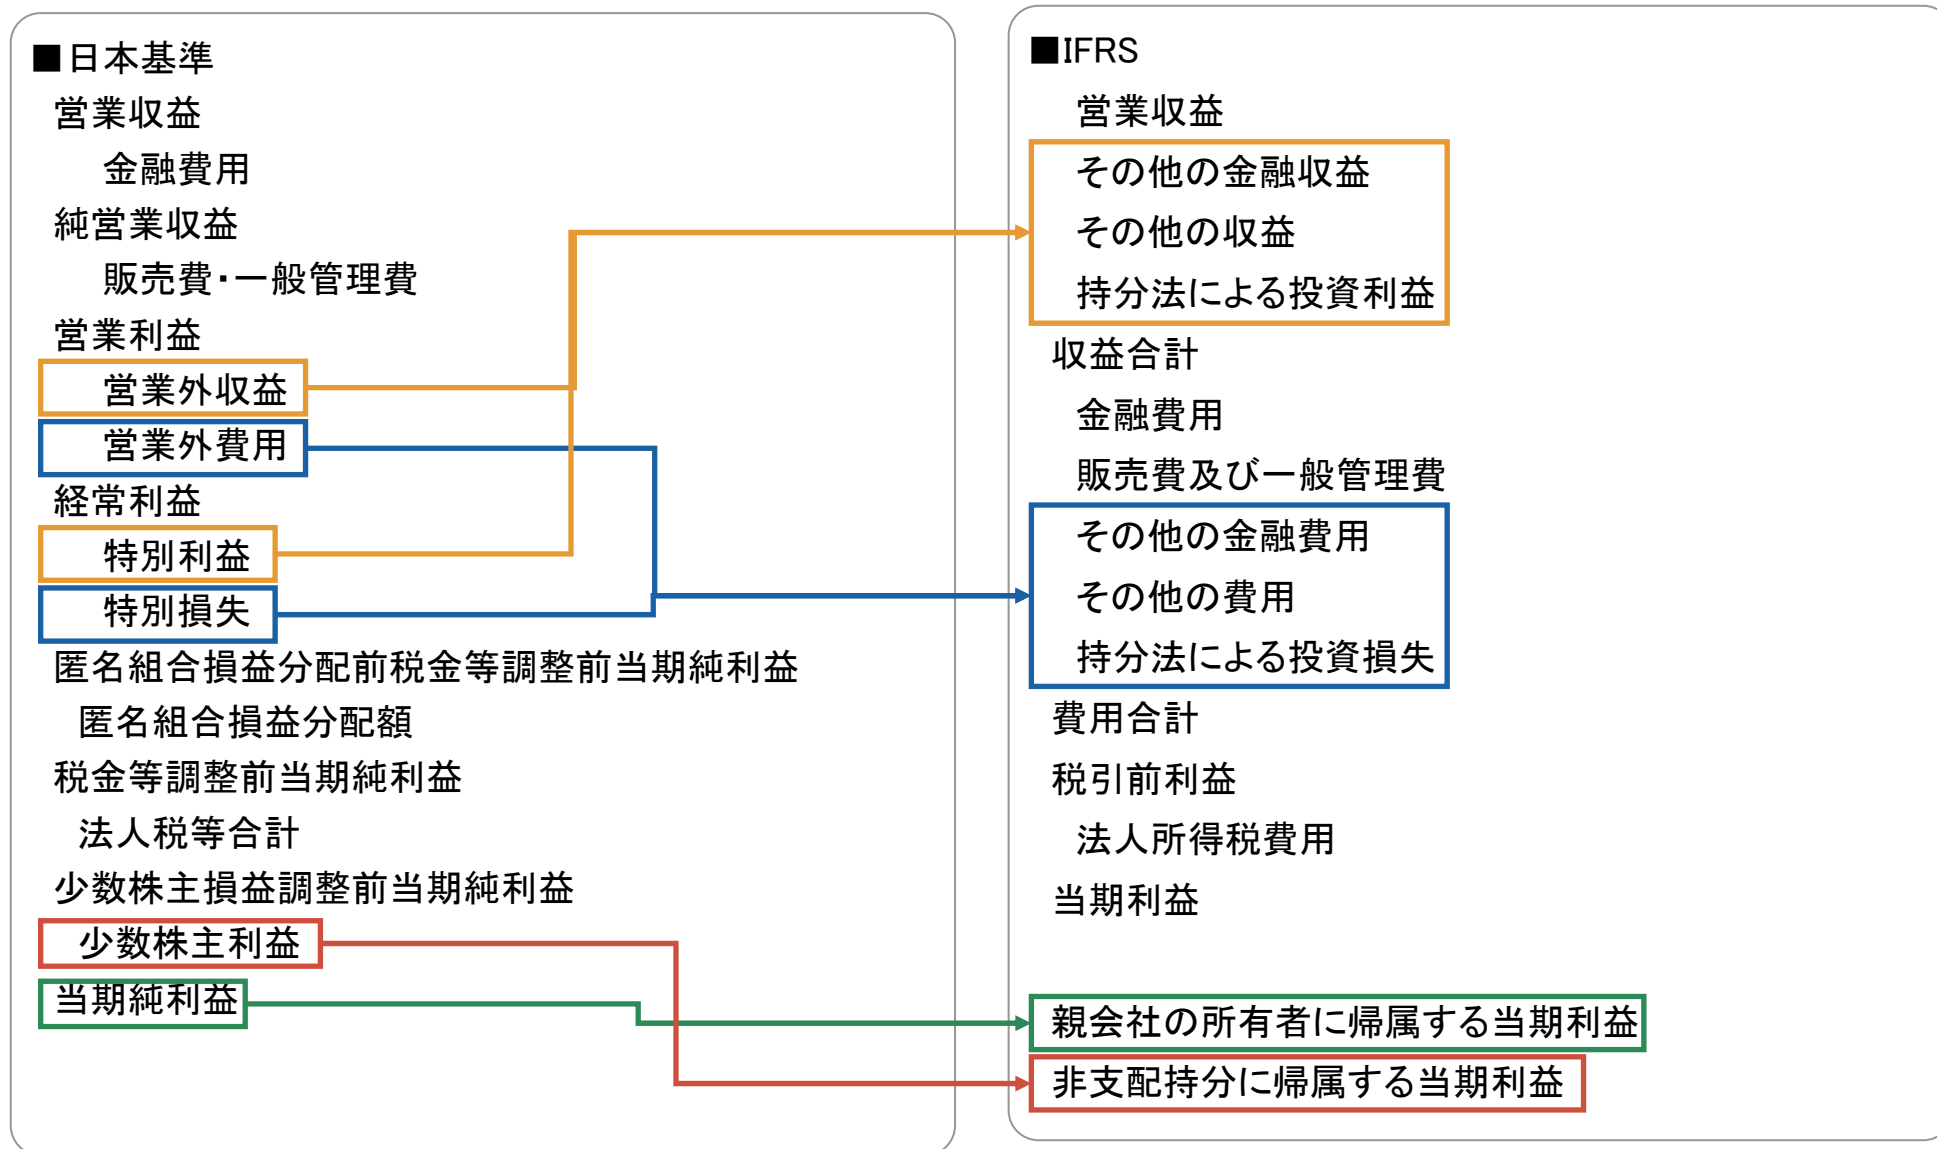 ■日本基準
営業収益
金融費用
純営業収益
販売費・一般管理費
営業利益
営業外収益
営業外費用
経常利益
特別利益
特別損失
匿名組合損益分配前税金等調整前当期純利益
匿名組合損益分配額
税金等調整前当期純利益
法人税等合計
少数株主損益調整前当期純利益
少数株主利益
当期純利益
■IFRS
営業収益
その他の金融収益
その他の収益
持分法による投資利益
収益合計
金融費用
販売費及び一般管理費
その他の金融費用
その他の費用
持分法による投資損失
費用合計
税引前利益
法人所得税費用
当期利益
親会社の所有者に帰属する当期利益
非支配持分に帰属する当期利益